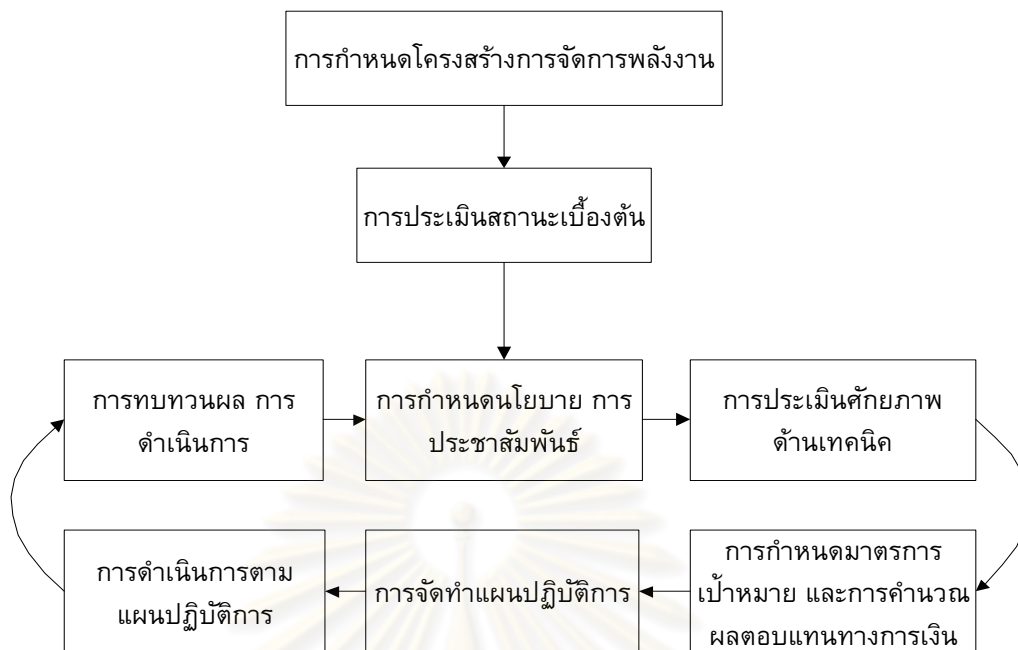 การกำหนดโครงสร้างการจัดการพลังงาน
การประเมินสถานะเบื้องต้น
การทบทวนผล การ
ดำเนินการ
การกำหนดนโยบาย การ
ประชาสัมพันธ์
การประเมินศักยภาพ
ด้านเทคนิค
การดำเนินการตาม
แผนปฏิบัติการ
การจัดทำแผนปฏิบัติการ
การกำหนดมาตรการ
เป้าหมาย และการคำนวณ
ผลตอบแทนทางการเงิน